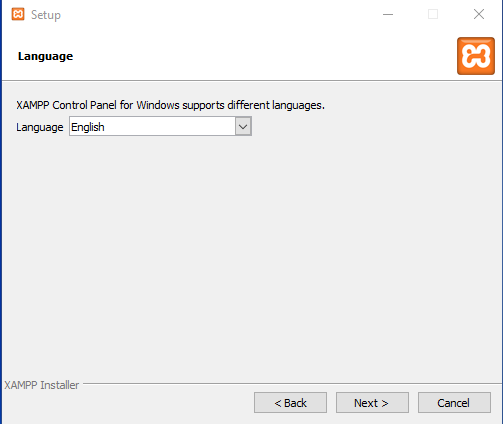 Setup
Language
XAMPP Control Panel for Windows supports different languages.
Language English
XAMPP Installer
< Back Next > Cancel